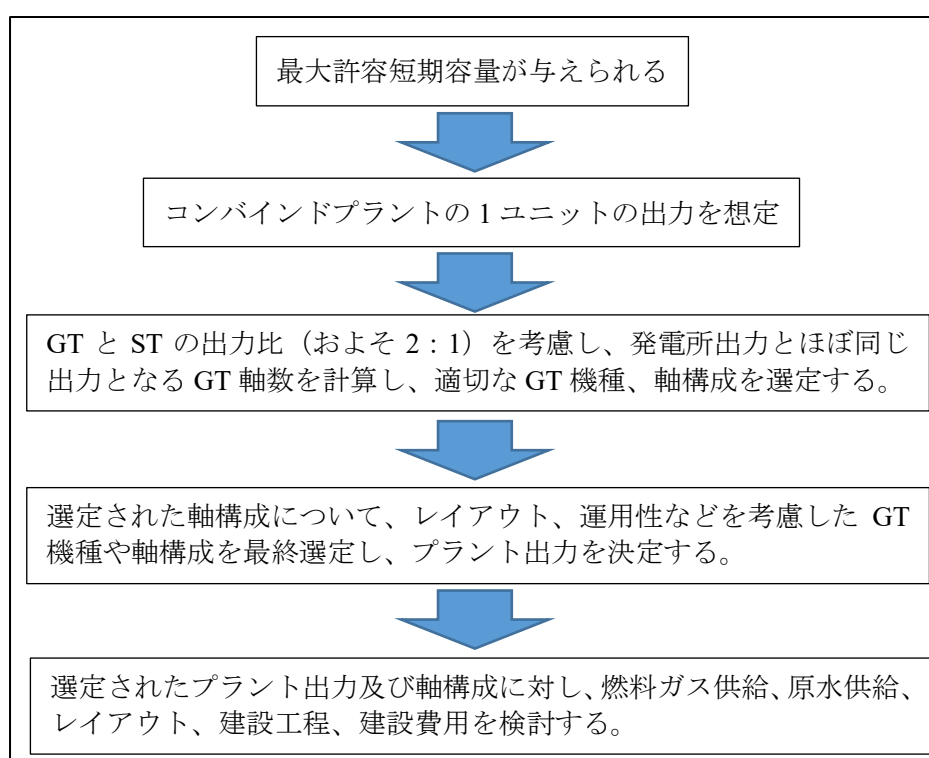 最大許容短期容量が与えられる
コンバインドプラントの 1 ユニットの出力を想定
GT と ST の出力比（およそ 2：1）を考慮し、発電所出力とほぼ同じ
出力となる GT 軸数を計算し、適切な GT 機種、軸構成を選定する。
選定された軸構成について、レイアウト、運用性などを考慮した GT
機種や軸構成を最終選定し、プラント出力を決定する。
選定されたプラント出力及び軸構成に対し、燃料ガス供給、原水供給、
レイアウト、建設工程、建設費用を検討する。